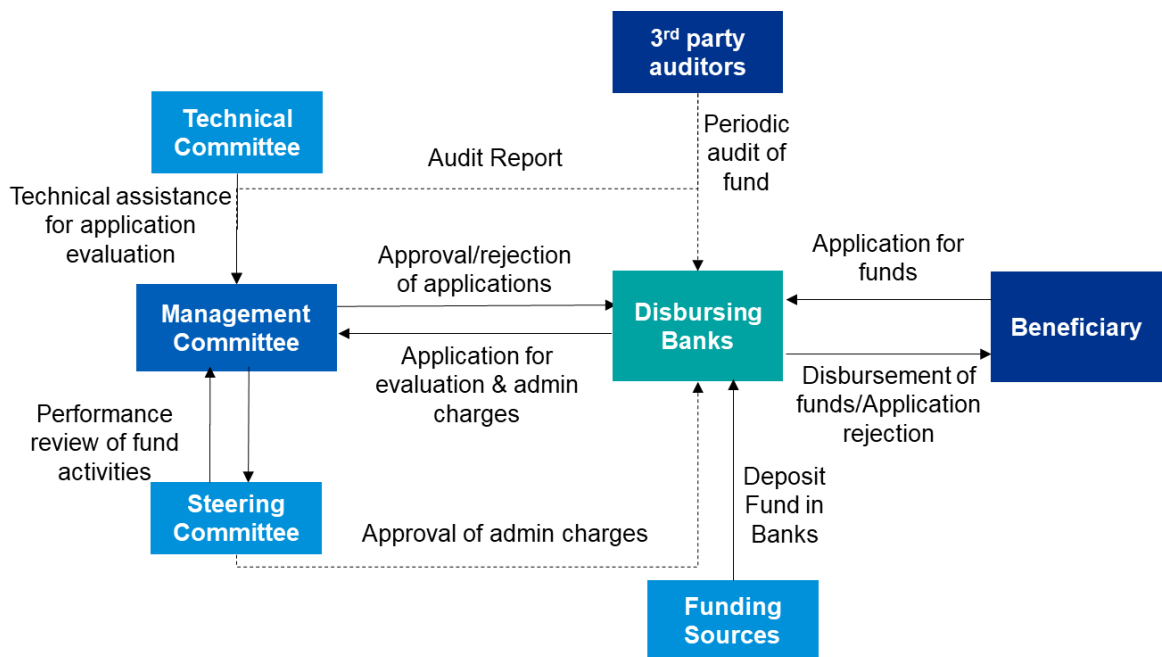 3rd party
auditors
Technical
Committee
Periodic
audit of
fund
Audit Report
Technical assistance
for application
evaluation
Approval/rejection
of applications
Application for
funds
Management
Committee
Disbursing
Banks
Beneficiary
Application for
evaluation & admin
charges
Disbursement of
funds/Application
rejection
Performance
review of fund
activities
Deposit
Fund in
Banks
Steering
Committee
Approval of admin charges
Funding
Sources